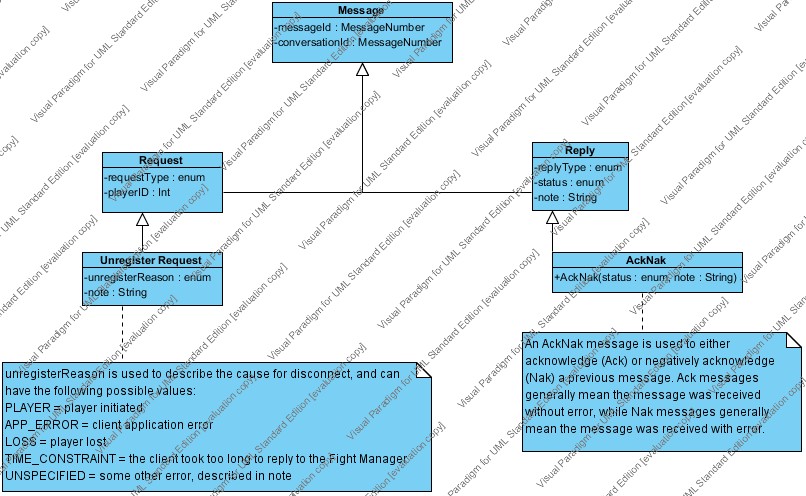 Message
-messageId : MessageNumber
-conversationId : MessageNumber
Request
-requestType : enum
-playerID : Int
Reply
-replyType : enum
-status : enum
-note : String
Unregister Request
-unregisterReason : enum
-note : String
AckNak
+AckNak(status : enum, note : String)
unregisterReason is used to describe the cause for disconnect, and can
have the following possible values:
PLAYER = player initiated
APP_ERROR = client application error
LOSS = player lost
TIME_CONSTRAINT = the client took too long to reply to the Fight Manager
UNSPECIFIED = some other error, described in note
An AckNak message is used to either
acknowledge (Ack) or negatively acknowledge
(Nak) a previous message. Ack messages
generally mean the message was received
without error, while Nak messages generally
mean the message was received with error.
Visual Paradigm for UML Standard Edition [evaluation copy]